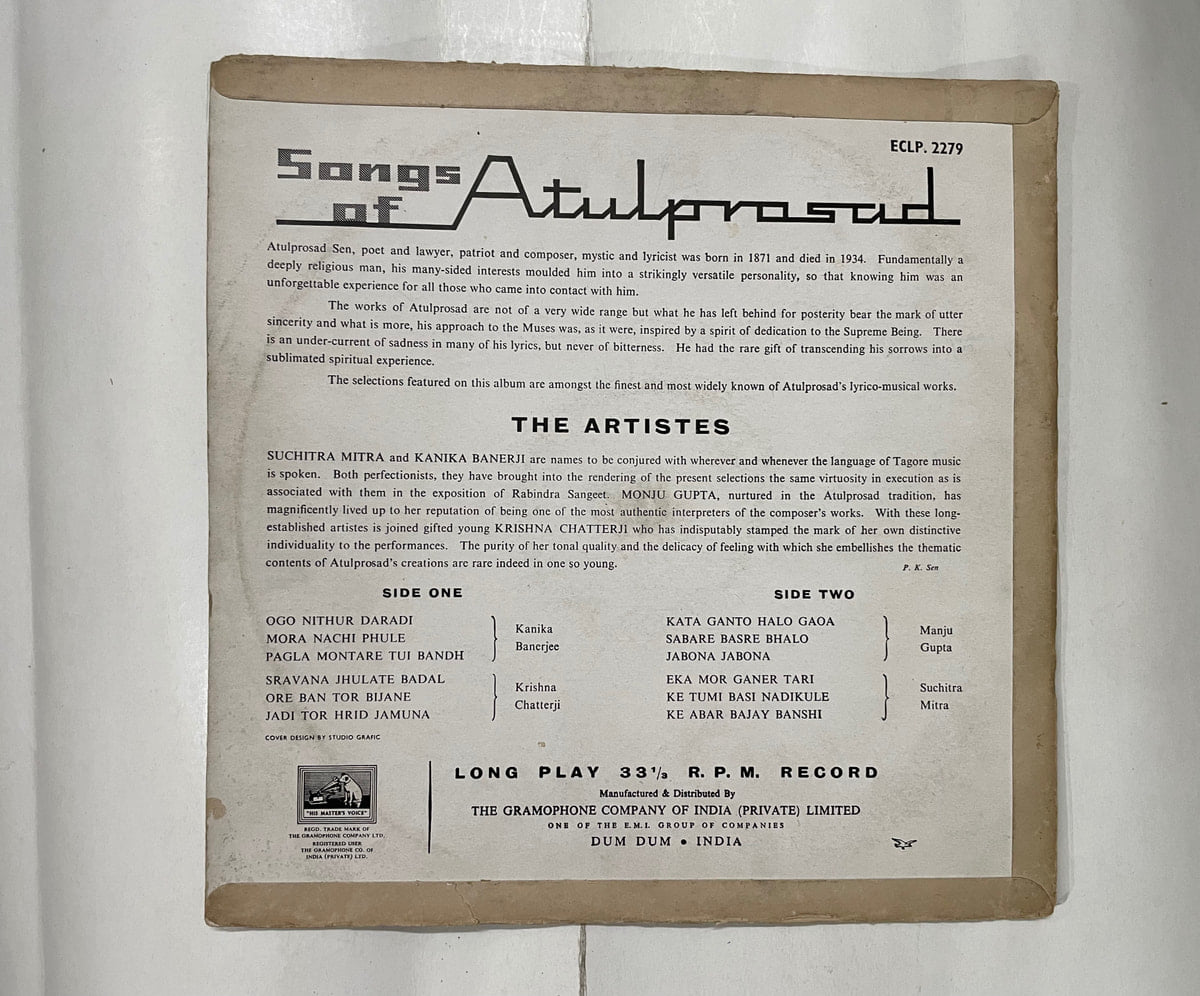 ECLP. 2279
Songs
of Atulprosad
Atulprosad Sen, poet and lawyer, patriot and composer, mystic and lyricist was born in 1871 and died in 1934. Fundamentally a
deeply religious man, his many-sided interests moulded him into a strikingly versatile personality, so that knowing him was an
unforgettable experience for all those who came into contact with him.
The works of Atulprosad are not of a very wide range but what he has left behind for posterity bear the mark of utter
sincerity and what is more, his approach to the Muses was, as it were, inspired by a spirit of dedication to the Supreme Being. There
is an under-current of sadness in many of his lyrics, but never of bitterness. He had the rare gift of transcending his sorrows into a
sublimated spiritual experience.
The selections featured on this album are amongst the finest and most widely known of Atulprosad's lyrico-musical works.
THE ARTISTES
SUCHITRA MITRA and KANIKA BANERJI are names to be conjured with wherever and whenever the language of Tagore music
is spoken. Both perfectionists, they have brought into the rendering of the present selections the same virtuosity in execution as is
associated with them in the exposition of Rabindra Sangeet. MONJU GUPTA, nurtured in the Atulprosad tradition, has
magnificently lived up to her reputation of being one of the most authentic interpreters of the composer's works. With these long-
established artistes is joined gifted young KRISHNA CHATTERJI who has indisputably stamped the mark of her own distinctive
individuality to the performances. The purity of her tonal quality and the delicacy of feeling with which she embellishes the thematic
contents of Atulprosad's creations are rare indeed in one so young.
P. K. Sen
SIDE ONE
OGO NITHUR DARADI
MORA NACHI PHULE
PAGLA MONTARE TUI BANDH
Kanika
Banerjee
SRAVANA JHULATE BADAL
ORE BAN TOR BIJANE
JADI TOR HRID JAMUNA
Krishna
Chatterji
SIDE TWO
KATA GANTO HALO GAOA
SABARE BASRE BHALO
JABONA JABONA
Manju
Gupta
EKA MOR GANER TARI
KE TUMI BASI NADIKULE
KE ABAR BAJAY BANSHI
Suchitra
Mitra
COVER DESIGN BY STUDIO GRAFIC
"HIS MASTER'S VOICE"
REGD. TRADE MARK OF
THE GRAMOPHONE COMPANY LTD.
REGISTERED USER
THE GRAMOPHONE CO. OF
INDIA (PRIVATE) LTD.
LONG PLAY 33⅓ R. P. M. RECORD
Manufactured & Distributed By
THE GRAMOPHONE COMPANY OF INDIA (PRIVATE) LIMITED
ONE OF THE E.M.I. GROUP OF COMPANIES
DUM DUM • INDIA